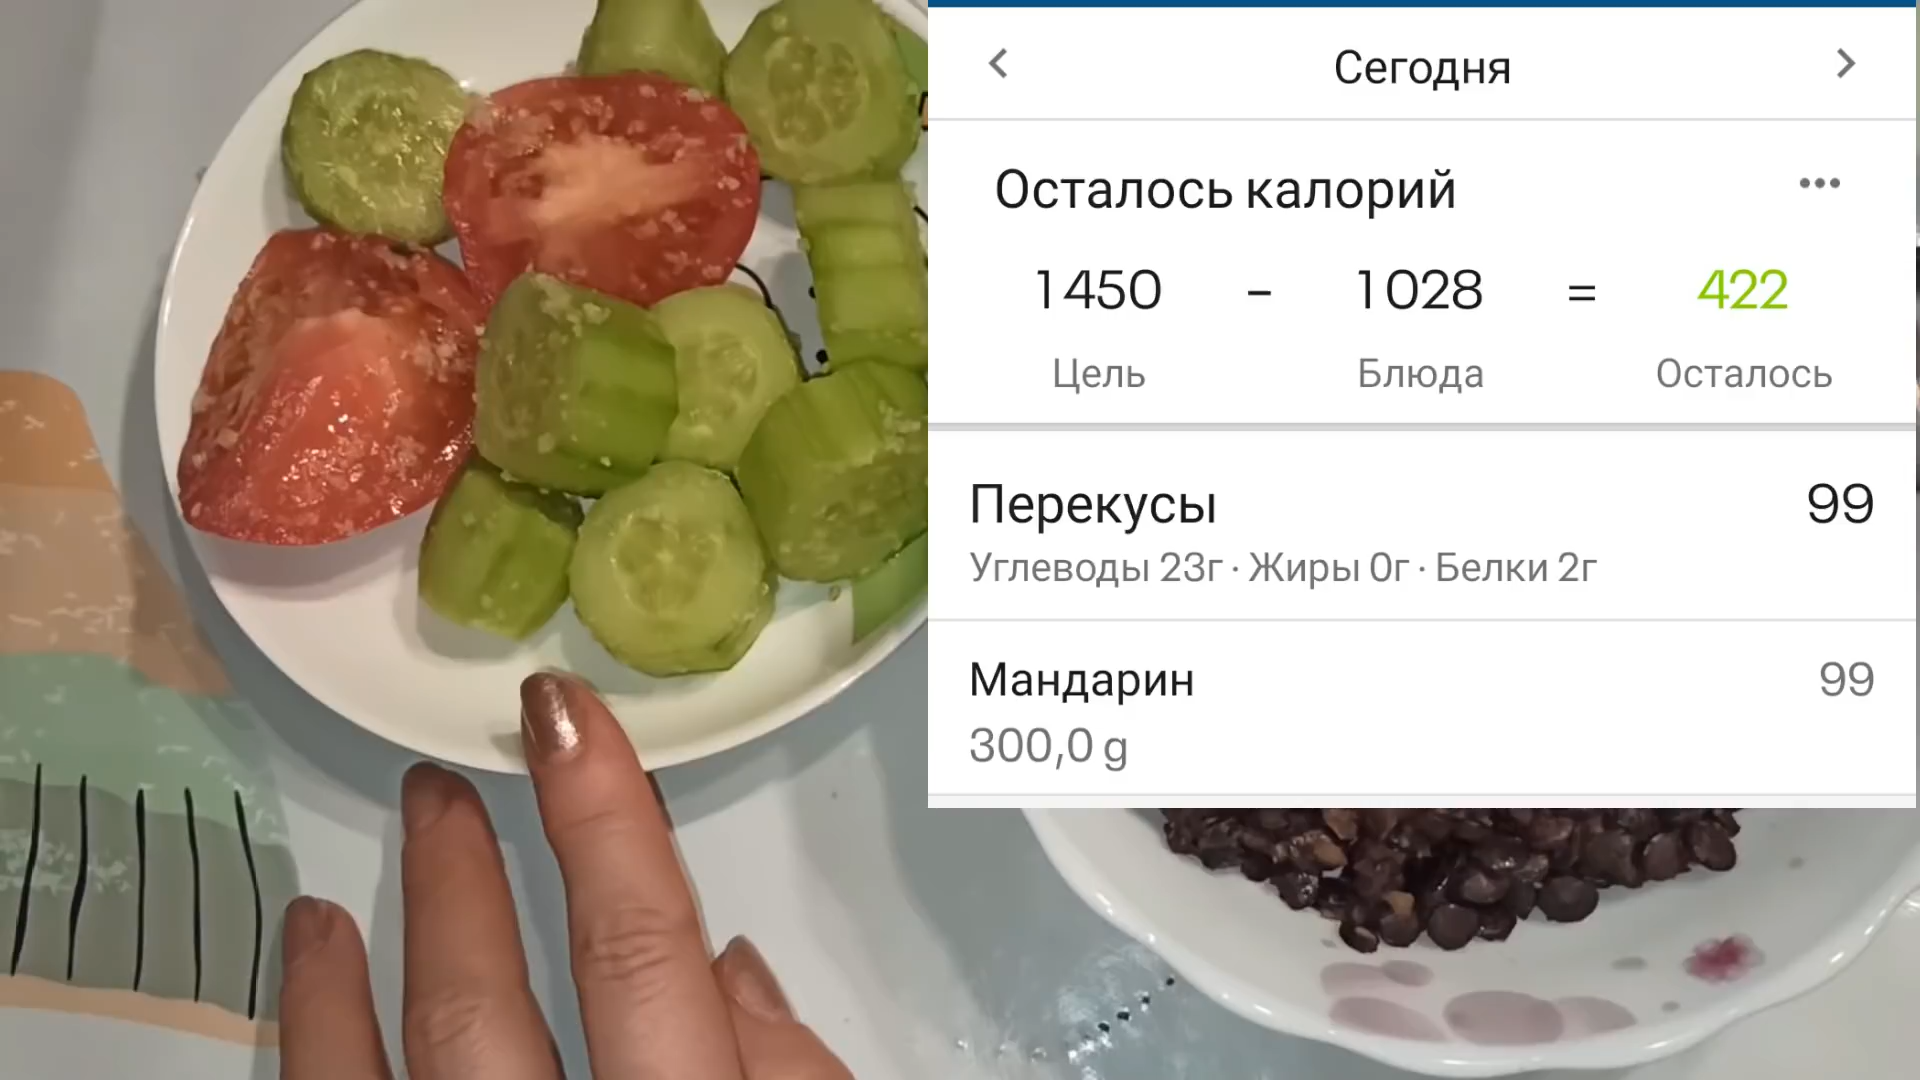 Сегодня
Осталось калорий
1450 - 1028 = 422
Цель Блюда Осталось
Перекусы 99
Углеводы 23г · Жиры 0г · Белки 2г
Мандарин 99
300,0 g